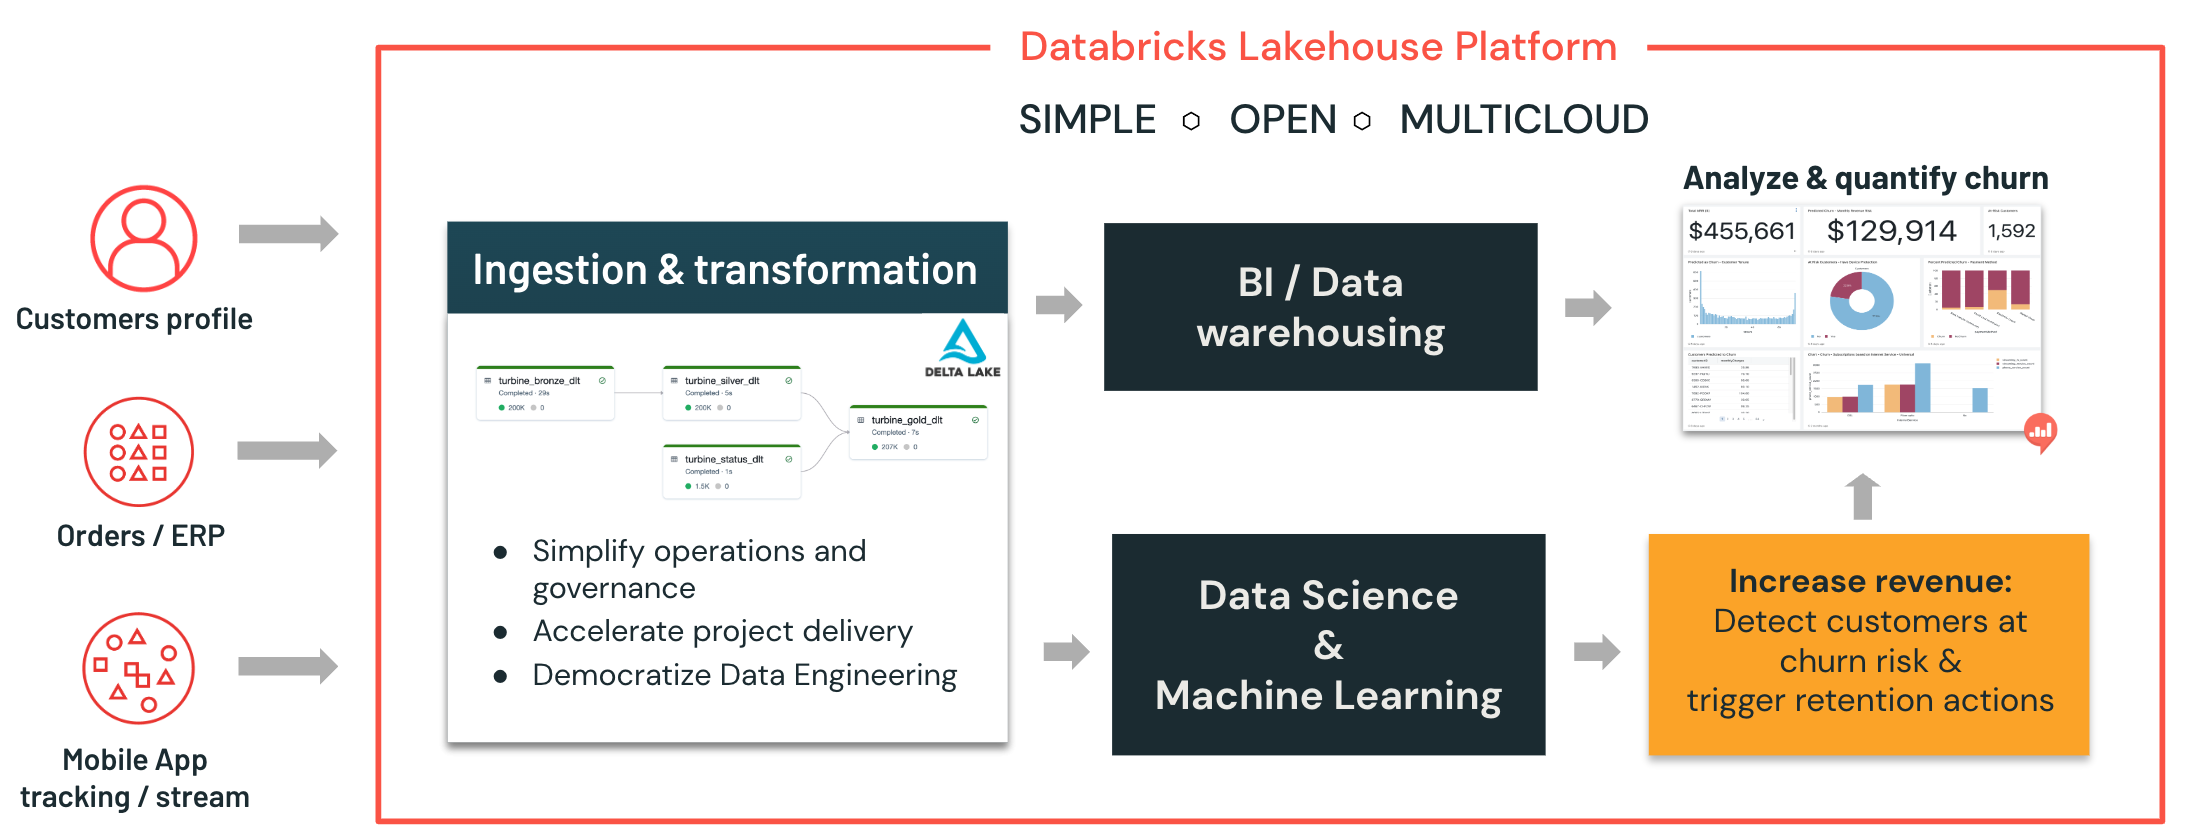 Databricks Lakehouse Platform
SIMPLE OPEN MULTICLOUD
Customers profile
Orders / ERP
Mobile App
tracking / stream
Ingestion & transformation
DELTA LAKE
turbine_bronze_dlt
Completed · 29s
200K 0
turbine_silver_dlt
Completed · 5s
200K 0
turbine_status_dlt
Completed · 1s
1.5K 0
turbine_gold_dlt
Completed · 7s
207K 0
● Simplify operations and
governance
● Accelerate project delivery
● Democratize Data Engineering
BI / Data
warehousing
Data Science
&
Machine Learning
Analyze & quantify churn
$455,661
$129,914
1,592
Increase revenue:
Detect customers at
churn risk &
trigger retention actions